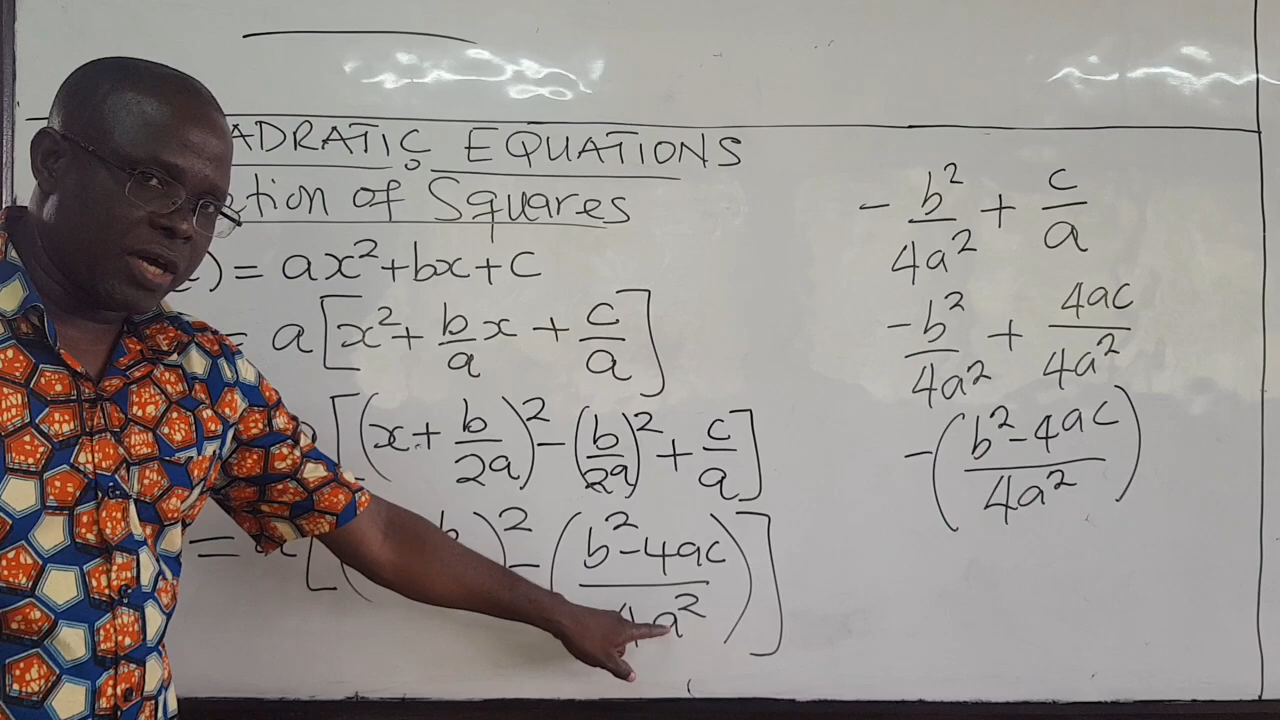 ADRATIC EQUATIONS
tion of Squares
) = ax²+bx+c
= a[x²+ b/a x + c/a]
[(x+ b/2a)² - (b/2a)² + c/a]
= a[( b )² - (b²-4ac/4a²)]
- b²/4a² + c/a
- b²/4a² + 4ac/4a²
-(b²-4ac/4a²)